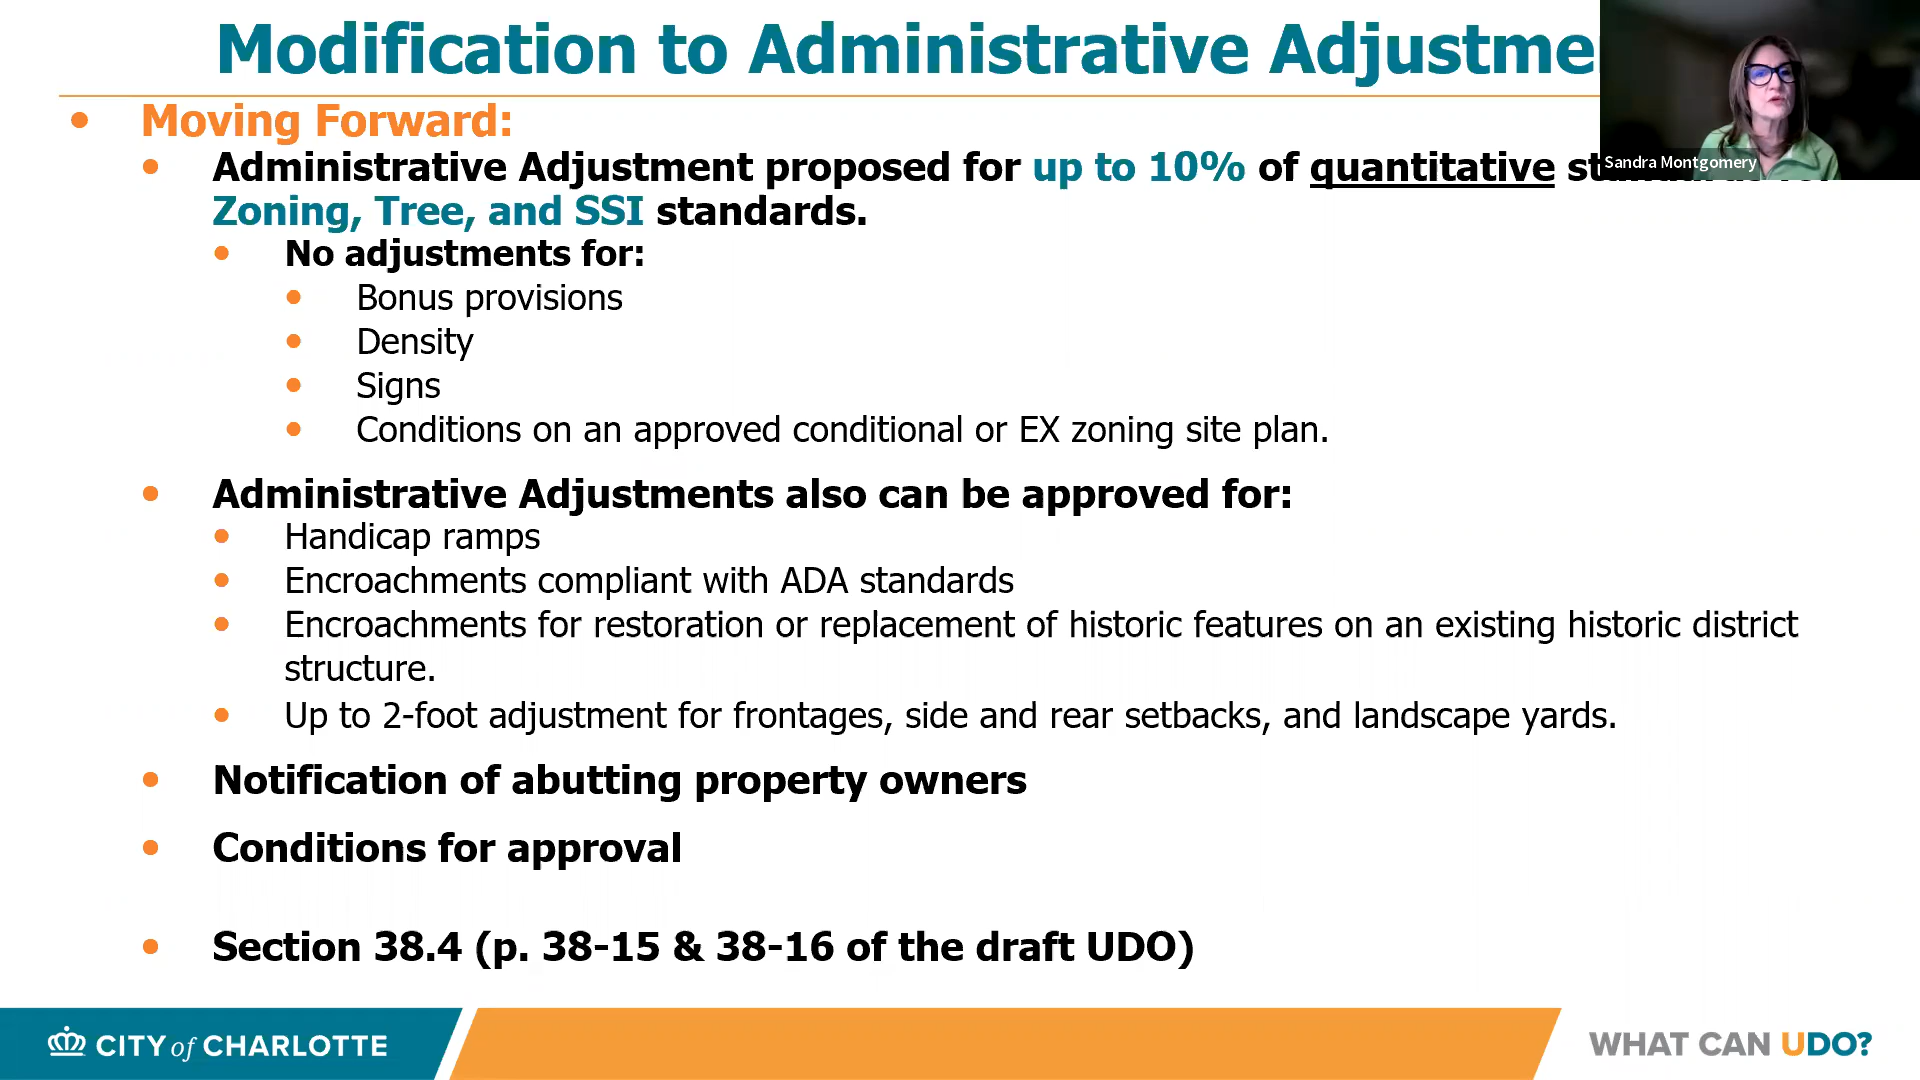 Modification to Administrative Adjustme
Sandra Montgomery
• Moving Forward:
• Administrative Adjustment proposed for up to 10% of quantitative
Zoning, Tree, and SSI standards.
• No adjustments for:
• Bonus provisions
• Density
• Signs
• Conditions on an approved conditional or EX zoning site plan.
• Administrative Adjustments also can be approved for:
• Handicap ramps
• Encroachments compliant with ADA standards
• Encroachments for restoration or replacement of historic features on an existing historic district
structure.
• Up to 2-foot adjustment for frontages, side and rear setbacks, and landscape yards.
• Notification of abutting property owners
• Conditions for approval
• Section 38.4 (p. 38-15 & 38-16 of the draft UDO)
CITY of CHARLOTTE
WHAT CAN UDO?